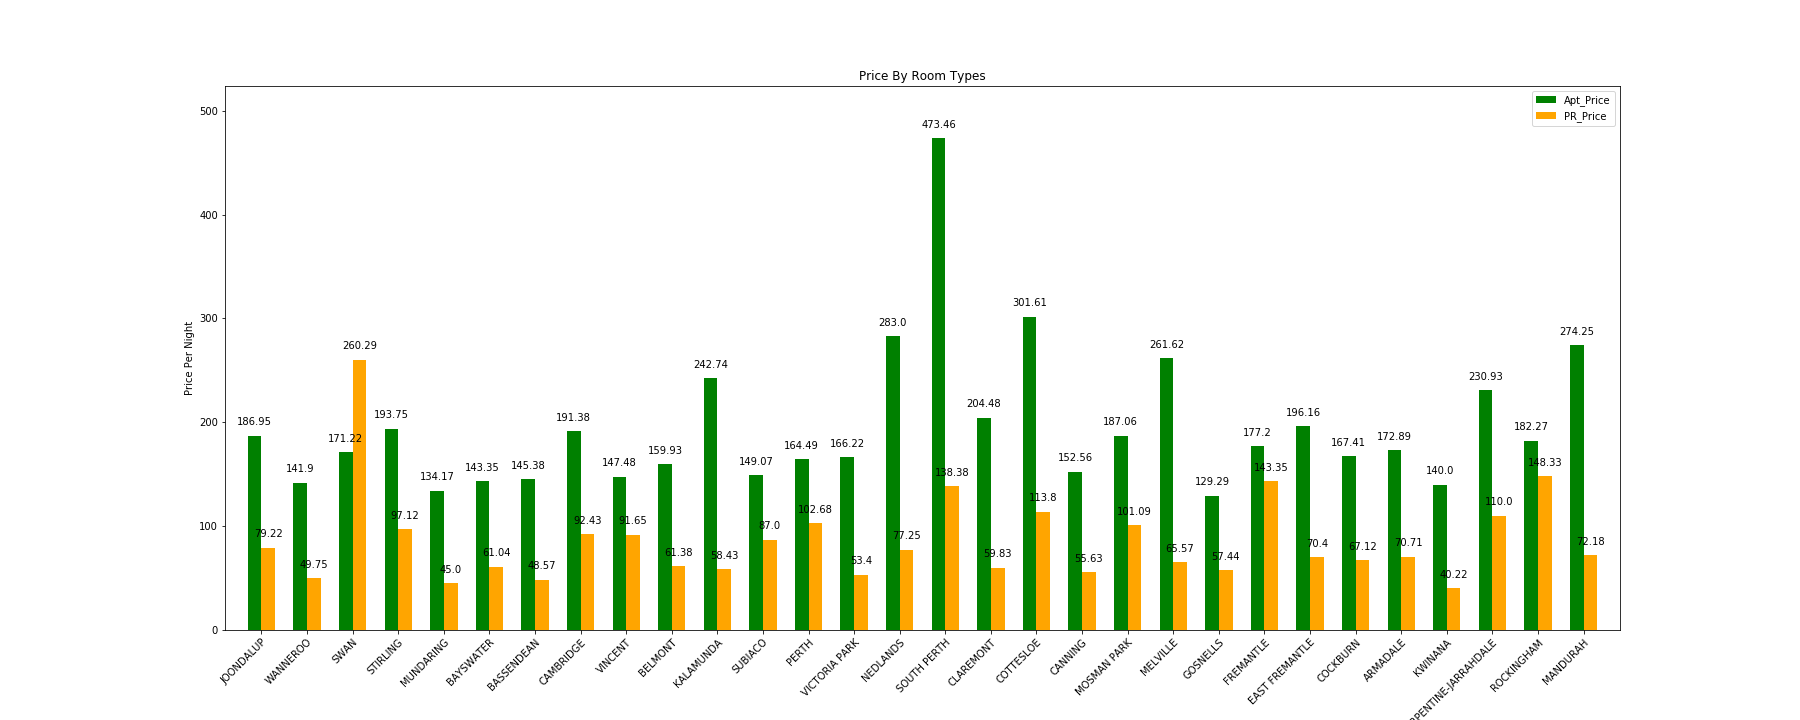 Price By Room Types
Apt_Price
PR_Price
Price Per Night
500
400
300
200
100
0
186.95
79.22
141.9
49.75
171.22
260.29
193.75
97.12
134.17
45.0
143.35
61.04
145.38
48.57
191.38
92.43
147.48
91.65
159.93
61.38
242.74
58.43
149.07
87.0
164.49
102.68
166.22
53.4
283.0
77.25
473.46
138.38
204.48
59.83
301.61
113.8
152.56
55.63
187.06
101.09
261.62
65.57
129.29
57.44
177.2
143.35
196.16
70.4
167.41
67.12
172.89
70.71
140.0
40.22
230.93
110.0
182.27
148.33
274.25
72.18
JOONDALUP
WANNEROO
SWAN
STIRLING
MUNDARING
BAYSWATER
BASSENDEAN
CAMBRIDGE
VINCENT
BELMONT
KALAMUNDA
SUBIACO
PERTH
VICTORIA PARK
NEDLANDS
SOUTH PERTH
CLAREMONT
COTTESLOE
CANNING
MOSMAN PARK
MELVILLE
GOSNELLS
FREMANTLE
EAST FREMANTLE
COCKBURN
ARMADALE
KWINANA
PENTINE-JARRAHDALE
ROCKINGHAM
MANDURAH